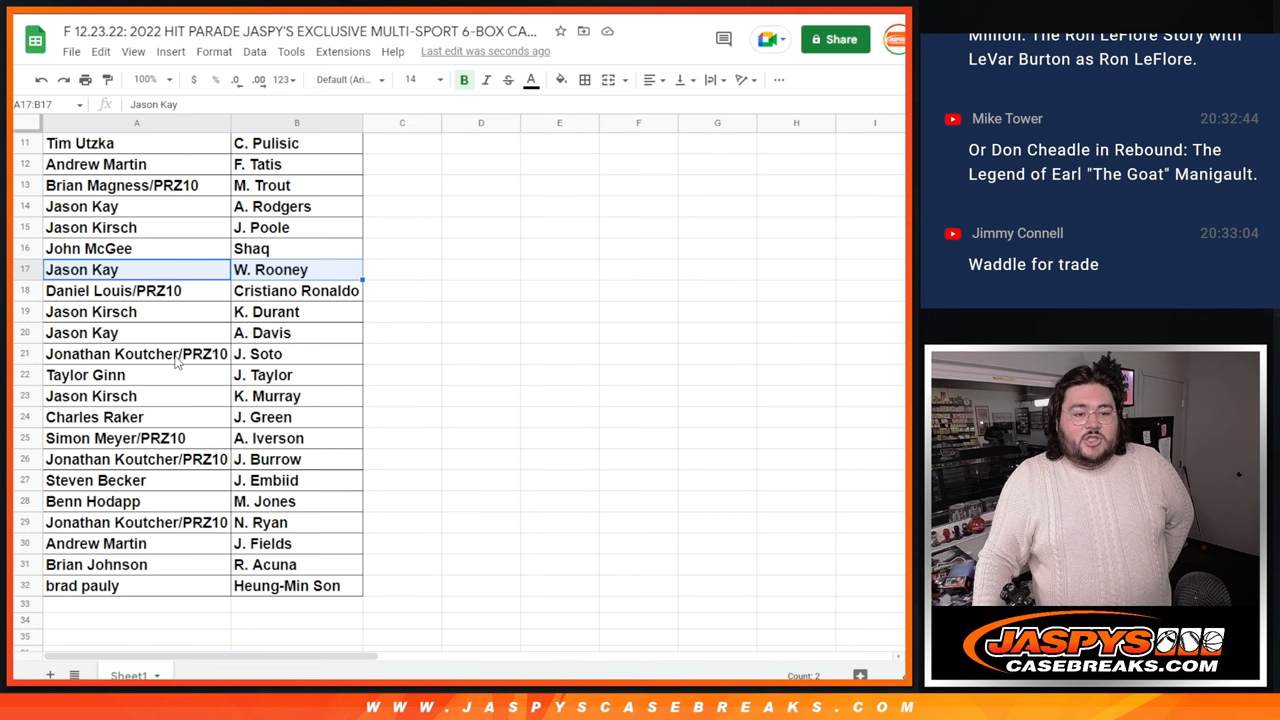 F 12.23.22: 2022 HIT PARADE JASPY'S EXCLUSIVE MULTI-SPORT 6-BOX CA...
File Edit View Insert Format Data Tools Extensions Help Last edit was seconds ago
Share
100% $ % .0 .00 123 Default (Ari... 14 B I S A
A17:B17 fx Jason Kay
A B C D E F G H I
11 Tim Utzka C. Pulisic
12 Andrew Martin F. Tatis
13 Brian Magness/PRZ10 M. Trout
14 Jason Kay A. Rodgers
15 Jason Kirsch J. Poole
16 John McGee Shaq
17 Jason Kay W. Rooney
18 Daniel Louis/PRZ10 Cristiano Ronaldo
19 Jason Kirsch K. Durant
20 Jason Kay A. Davis
21 Jonathan Koutcher/PRZ10 J. Soto
22 Taylor Ginn J. Taylor
23 Jason Kirsch K. Murray
24 Charles Raker J. Green
25 Simon Meyer/PRZ10 A. Iverson
26 Jonathan Koutcher/PRZ10 J. Burrow
27 Steven Becker J. Embiid
28 Benn Hodapp M. Jones
29 Jonathan Koutcher/PRZ10 N. Ryan
30 Andrew Martin J. Fields
31 Brian Johnson R. Acuna
32 brad pauly Heung-Min Son
33
34
35
Sheet1
Count: 2
Million: The Ron LeFlore Story with
LeVar Burton as Ron LeFlore.
Mike Tower 20:32:44
Or Don Cheadle in Rebound: The
Legend of Earl "The Goat" Manigault.
Jimmy Connell 20:33:04
Waddle for trade
JASPYS
CASEBREAKS.COM
WWW.JASPYSCASEBREAKS.COM